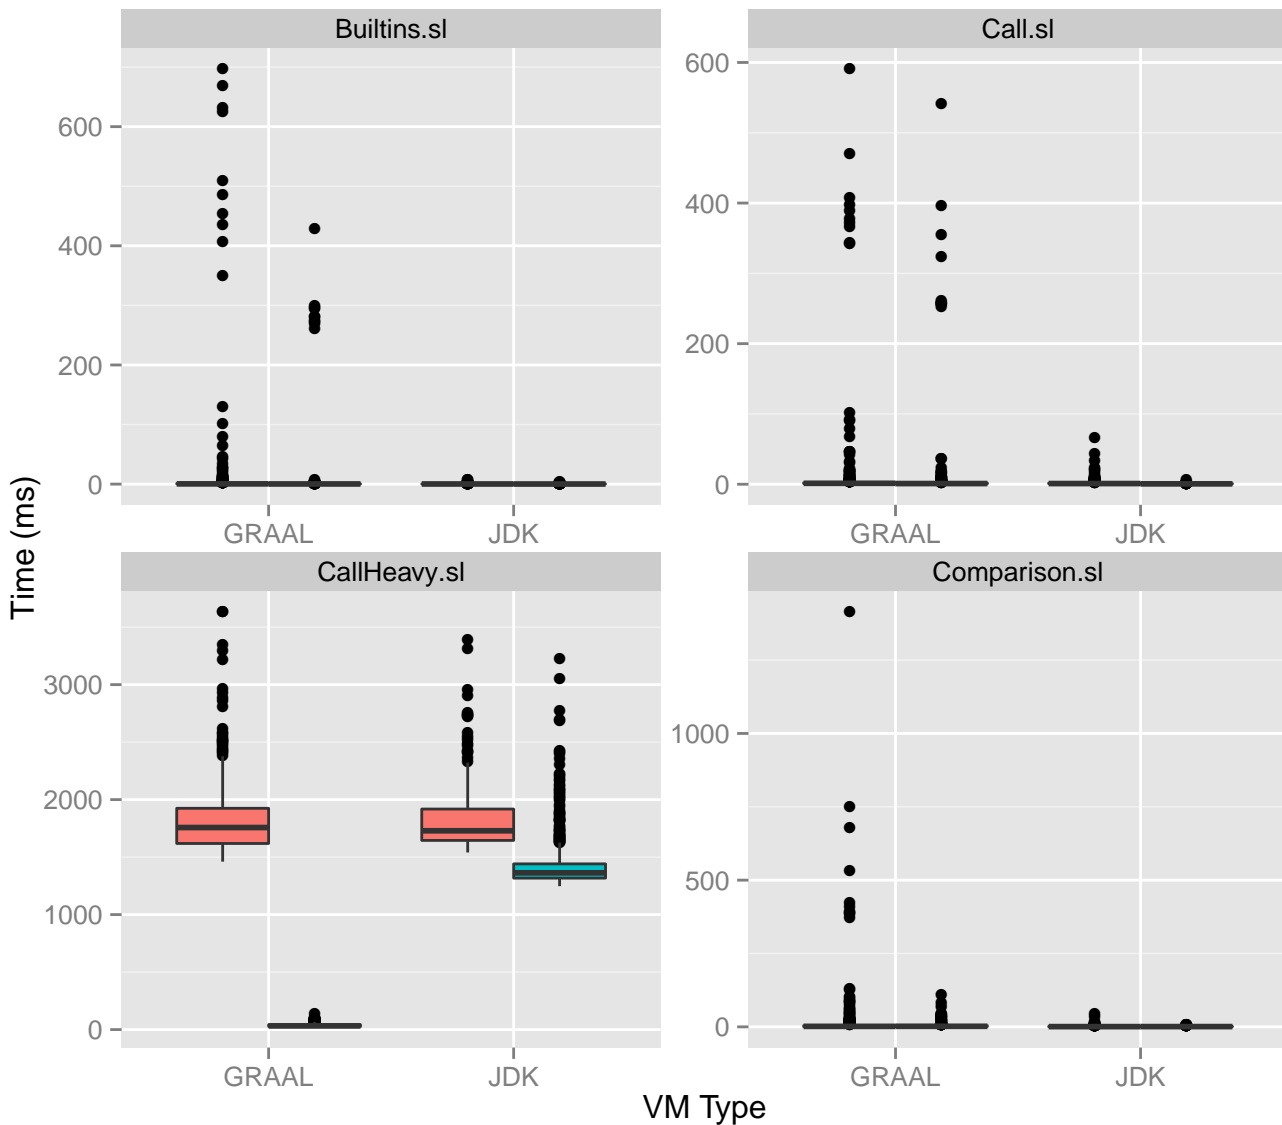 Builtins.sl
Call.sl
600
400
200
0
600
400
200
0
GRAAL
JDK
GRAAL
JDK
Time (ms)
CallHeavy.sl
Comparison.sl
3000
2000
1000
0
1000
500
0
GRAAL
JDK
GRAAL
JDK
VM Type